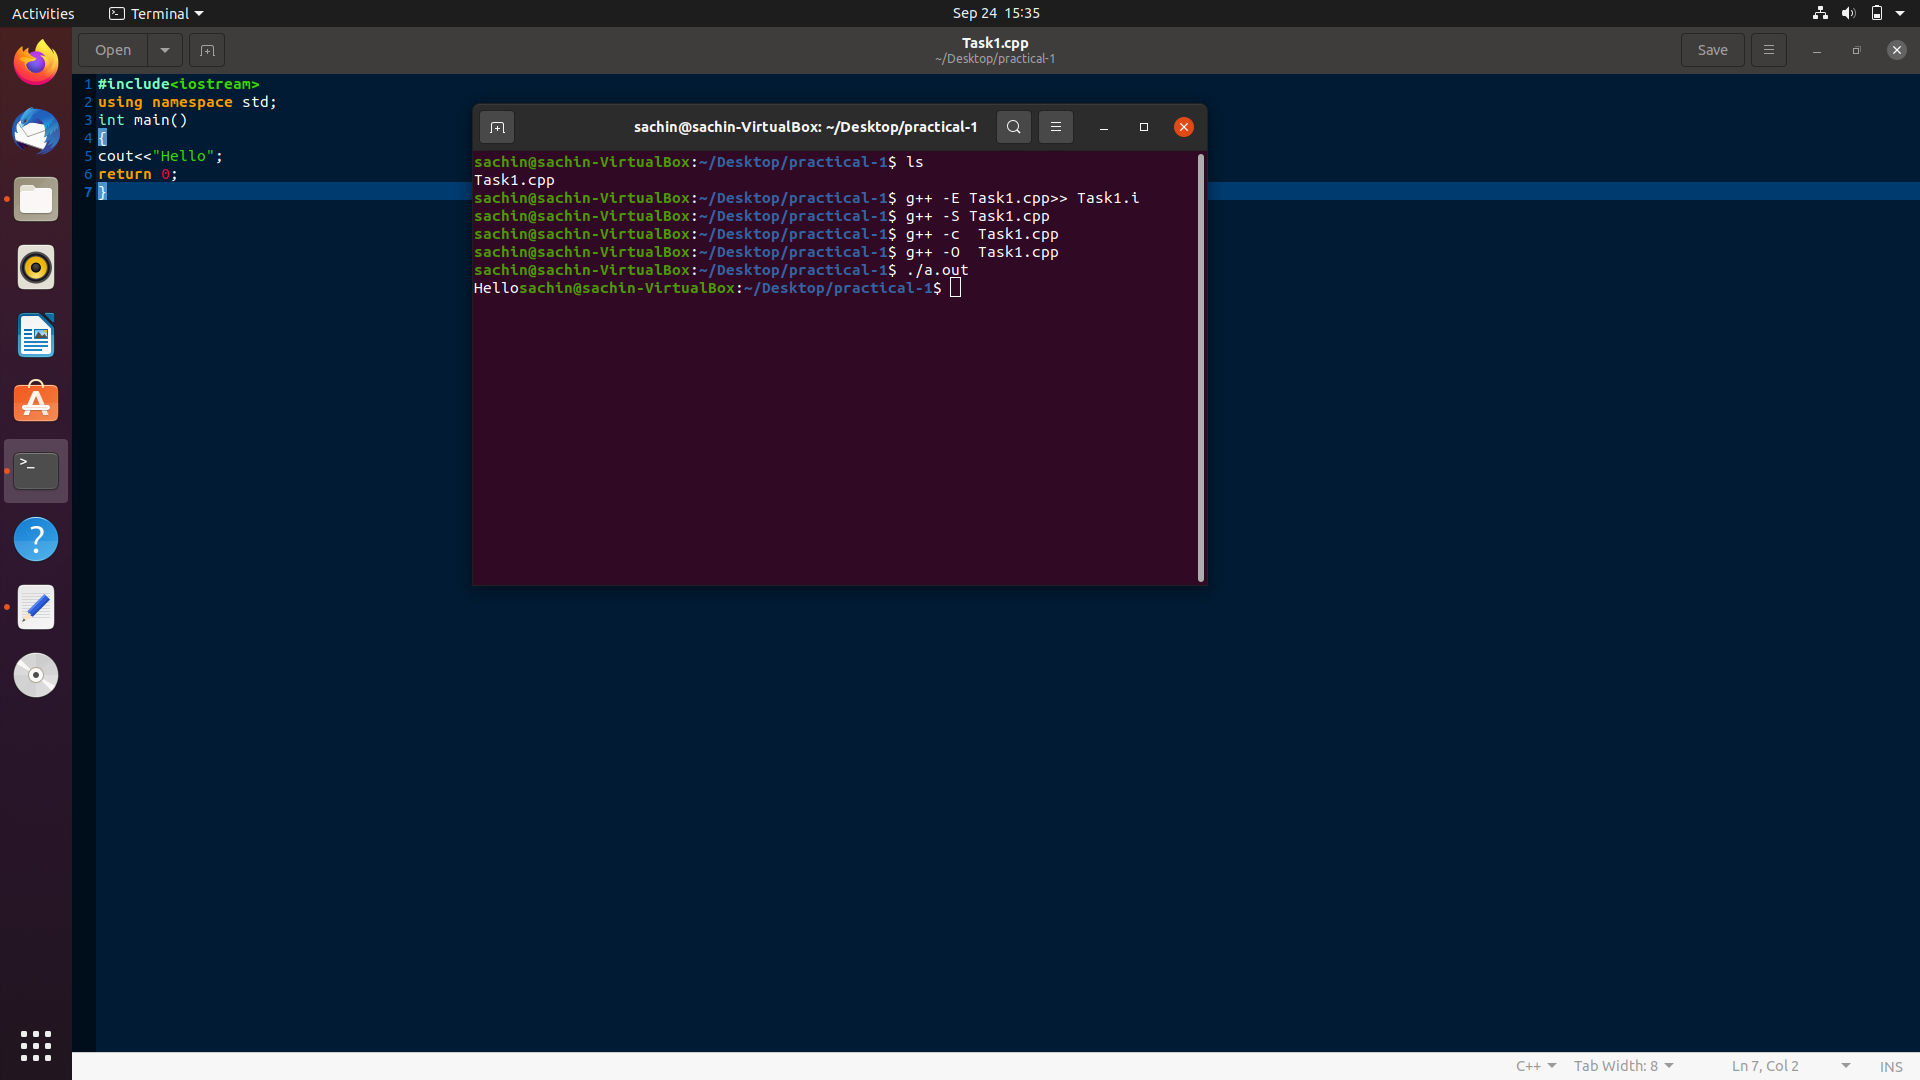 Activities
Terminal
Sep 24 15:35
Open
Task1.cpp
~/Desktop/practical-1
Save
1 #include<iostream>
2 using namespace std;
3 int main()
4 {
5 cout<<"Hello";
6 return 0;
7 }
sachin@sachin-VirtualBox: ~/Desktop/practical-1
sachin@sachin-VirtualBox:~/Desktop/practical-1$ ls
Task1.cpp
sachin@sachin-VirtualBox:~/Desktop/practical-1$ g++ -E Task1.cpp>> Task1.i
sachin@sachin-VirtualBox:~/Desktop/practical-1$ g++ -S Task1.cpp
sachin@sachin-VirtualBox:~/Desktop/practical-1$ g++ -c  Task1.cpp
sachin@sachin-VirtualBox:~/Desktop/practical-1$ g++ -O  Task1.cpp
sachin@sachin-VirtualBox:~/Desktop/practical-1$ ./a.out
Hellosachin@sachin-VirtualBox:~/Desktop/practical-1$
C++
Tab Width: 8
Ln 7, Col 2
INS